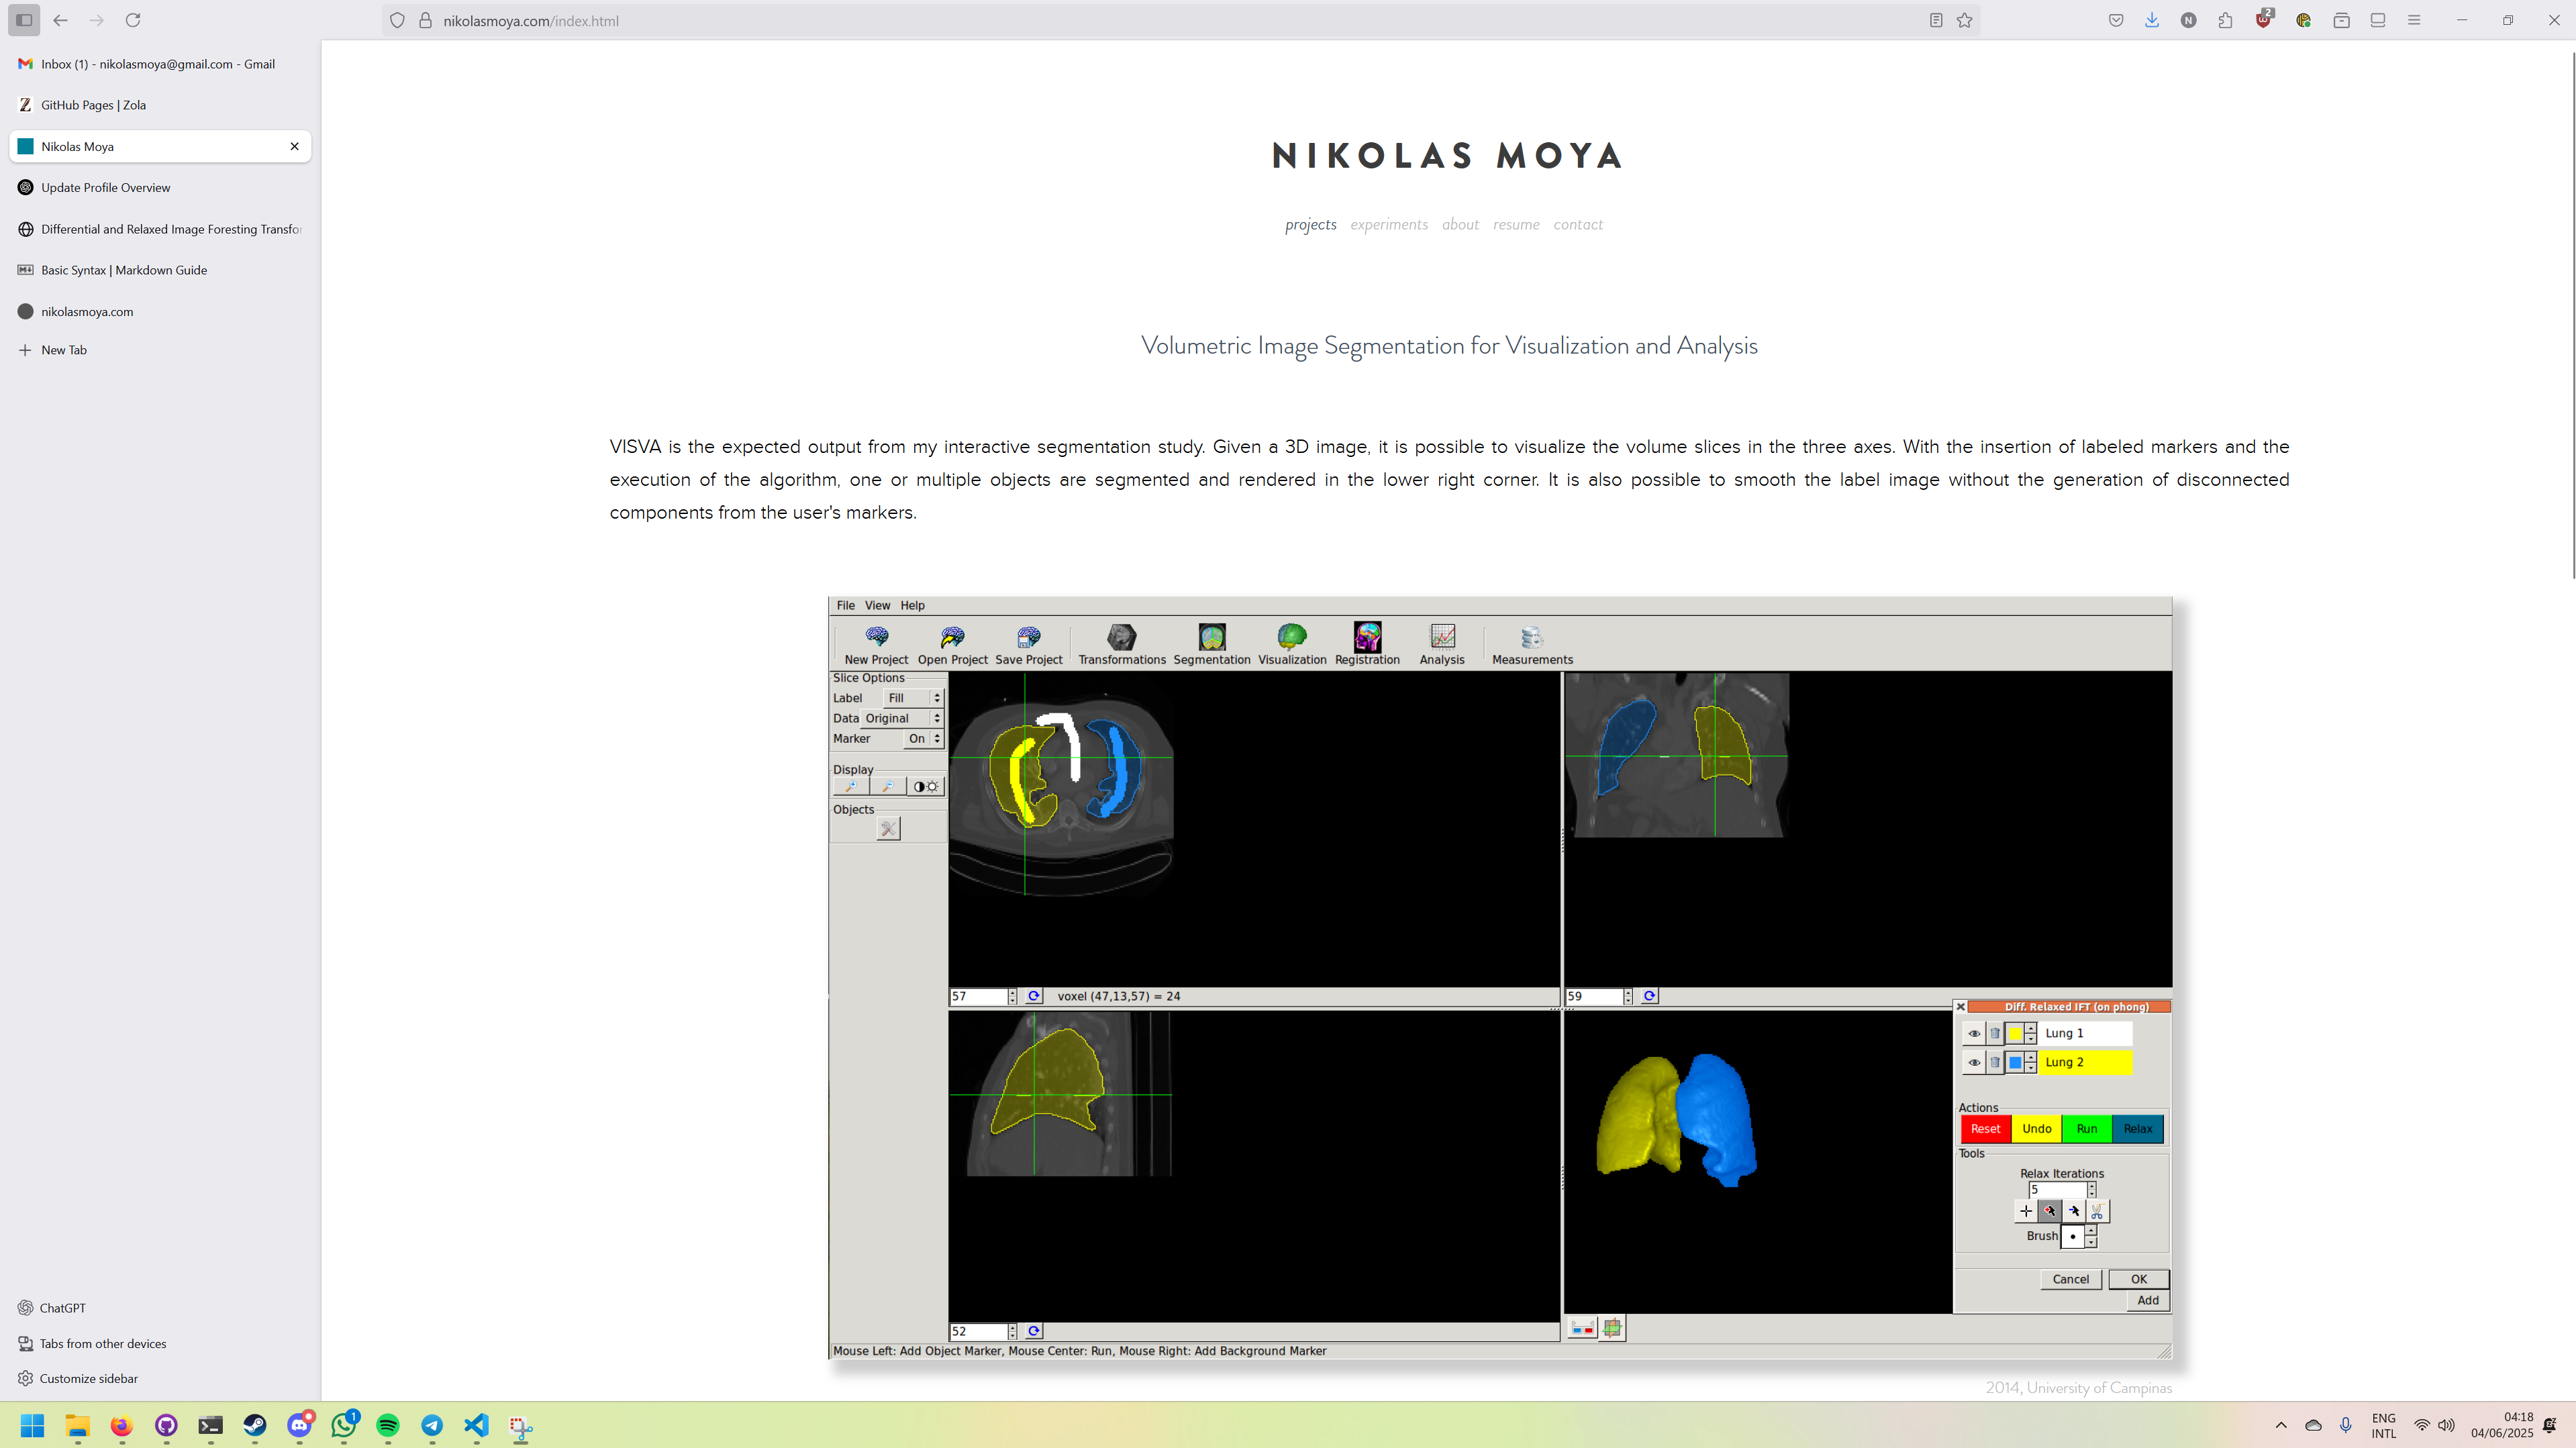 nikolasmoya.com/index.html
2
N
Inbox (1) - nikolasmoya@gmail.com - Gmail
GitHub Pages | Zola
Nikolas Moya
Update Profile Overview
Differential and Relaxed Image Foresting Transfo
Basic Syntax | Markdown Guide
nikolasmoya.com
New Tab
NIKOLAS MOYA
projects experiments about resume contact
Volumetric Image Segmentation for Visualization and Analysis
VISVA is the expected output from my interactive segmentation study. Given a 3D image, it is possible to visualize the volume slices in the three axes. With the insertion of labeled markers and the
execution of the algorithm, one or multiple objects are segmented and rendered in the lower right corner. It is also possible to smooth the label image without the generation of disconnected
components from the user's markers.
File View Help
New Project Open Project Save Project Transformations Segmentation Visualization Registration Analysis Measurements
Slice Options
Label Fill
Data Original
Marker On
Display
Objects
57 voxel (47,13,57) = 24
59
Diff. Relaxed IFT (on phong)
Lung 1
Lung 2
Actions
Reset Undo Run Relax
Tools
Relax Iterations
5
Brush
Cancel OK
Add
52
Mouse Left: Add Object Marker, Mouse Center: Run, Mouse Right: Add Background Marker
2014, University of Campinas
ChatGPT
Tabs from other devices
Customize sidebar
1
ENG
INTL
04:18
04/06/2025